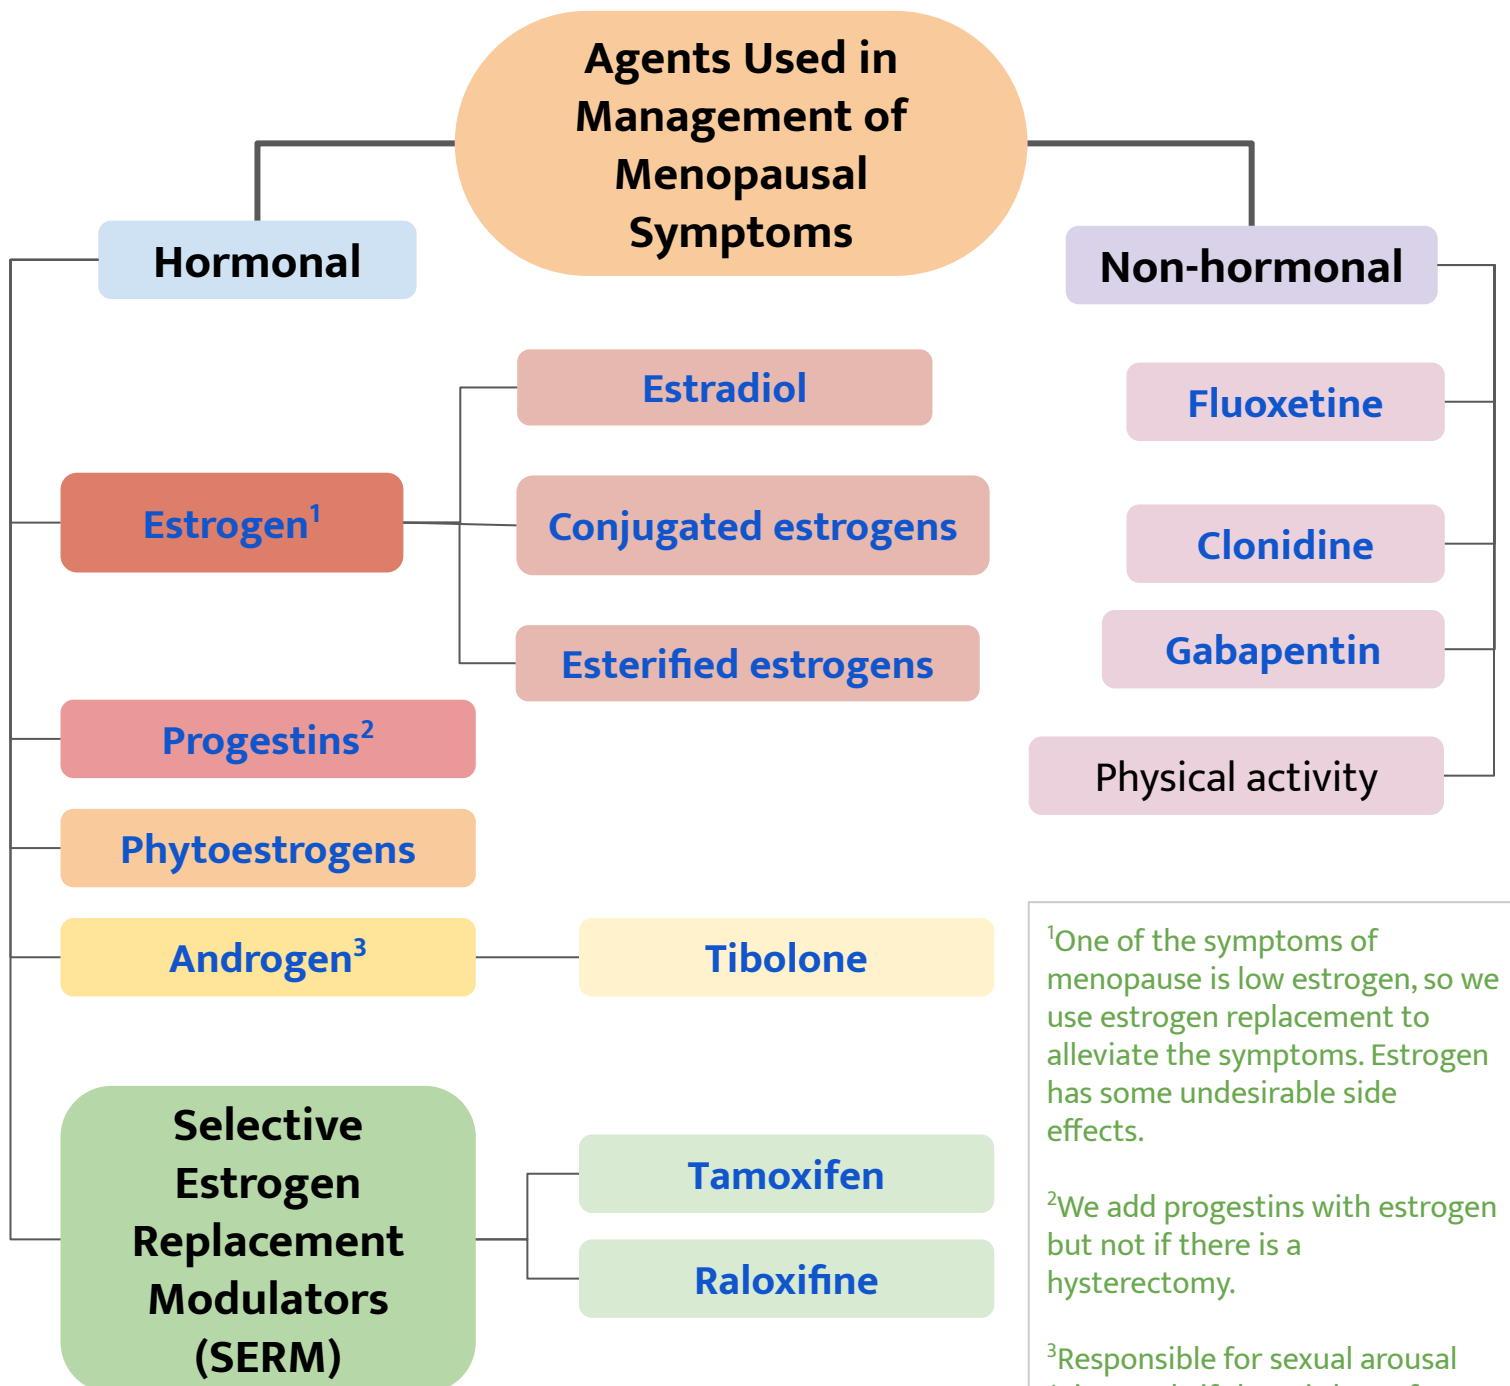 Agents Used in
Management of
Menopausal
Symptoms
Hormonal
Non-hormonal
Estradiol
Fluoxetine
Estrogen¹
Conjugated estrogens
Clonidine
Esterified estrogens
Gabapentin
Progestins²
Physical activity
Phytoestrogens
Androgen³
Tibolone
Selective
Estrogen
Replacement
Modulators
(SERM)
Tamoxifen
Raloxifine
¹One of the symptoms of
menopause is low estrogen, so we
use estrogen replacement to
alleviate the symptoms. Estrogen
has some undesirable side
effects.
²We add progestins with estrogen
but not if there is a
hysterectomy.
³Responsible for sexual arousal